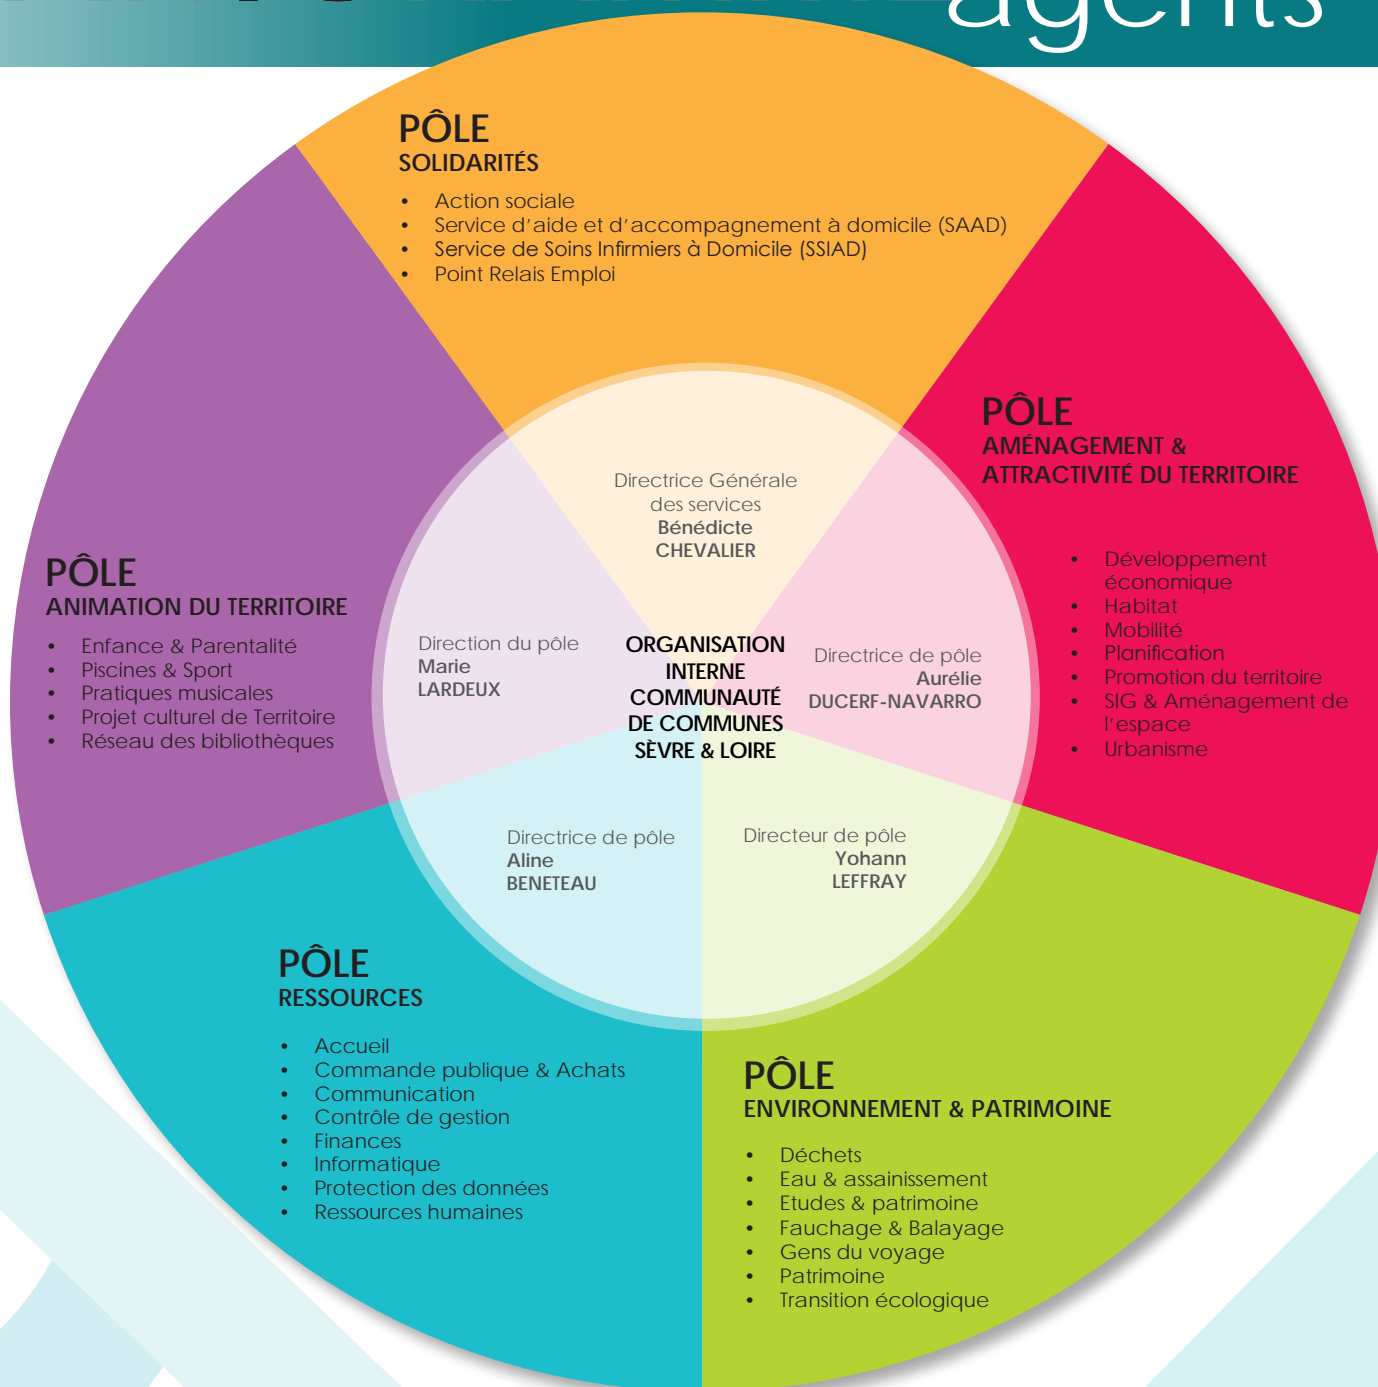 agents
PÔLE
SOLIDARITÉS
• Action sociale
• Service d'aide et d'accompagnement à domicile (SAAD)
• Service de Soins Infirmiers à Domicile (SSIAD)
• Point Relais Emploi
PÔLE
AMÉNAGEMENT &
ATTRACTIVITÉ DU TERRITOIRE
• Développement
économique
• Habitat
• Mobilité
• Planification
• Promotion du territoire
• SIG & Aménagement de
l'espace
• Urbanisme
Directrice Générale
des services
Bénédicte
CHEVALIER
PÔLE
ANIMATION DU TERRITOIRE
• Enfance & Parentalité
• Piscines & Sport
• Pratiques musicales
• Projet culturel de Territoire
• Réseau des bibliothèques
Direction du pôle
Marie
LARDEUX
ORGANISATION
INTERNE
COMMUNAUTÉ
DE COMMUNES
SÈVRE & LOIRE
Directrice de pôle
Aurélie
DUCERF-NAVARRO
Directrice de pôle
Aline
BENETEAU
Directeur de pôle
Yohann
LEFFRAY
PÔLE
RESSOURCES
• Accueil
• Commande publique & Achats
• Communication
• Contrôle de gestion
• Finances
• Informatique
• Protection des données
• Ressources humaines
PÔLE
ENVIRONNEMENT & PATRIMOINE
• Déchets
• Eau & assainissement
• Etudes & patrimoine
• Fauchage & Balayage
• Gens du voyage
• Patrimoine
• Transition écologique